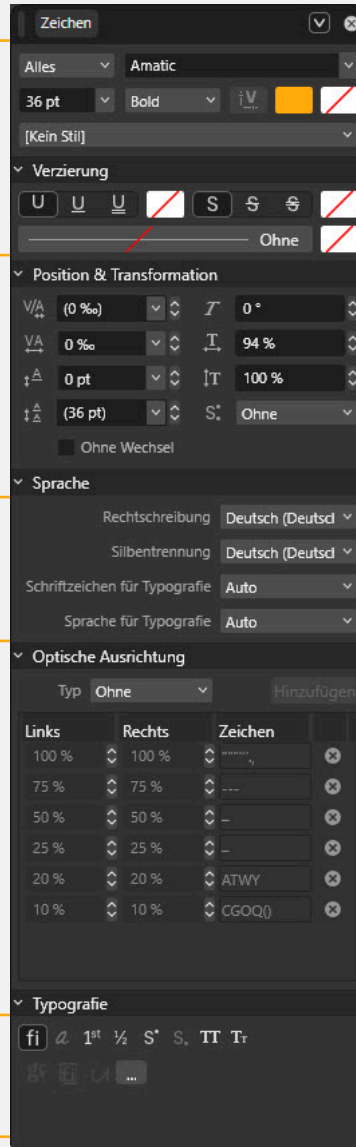 Zeichen
Alles Amatic
36 pt Bold
[Kein Stil]
Verzierung
U U U S S S
Ohne
Position & Transformation
V/A (0 ‰) T 0 °
VA 0 ‰ T 94 %
A 0 pt T 100 %
A (36 pt) S Ohne
Ohne Wechsel
Sprache
Rechtschreibung Deutsch (Deutscl
Silbentrennung Deutsch (Deutscl
Schriftzeichen für Typografie Auto
Sprache für Typografie Auto
Optische Ausrichtung
Typ Ohne Hinzufügen
Links Rechts Zeichen
100 % 100 %
75 % 75 % ---
50 % 50 % –
25 % 25 % –
20 % 20 % ATWY
10 % 10 % CGOQ()
Typografie
fi a 1st ½ S S TT Tт
...